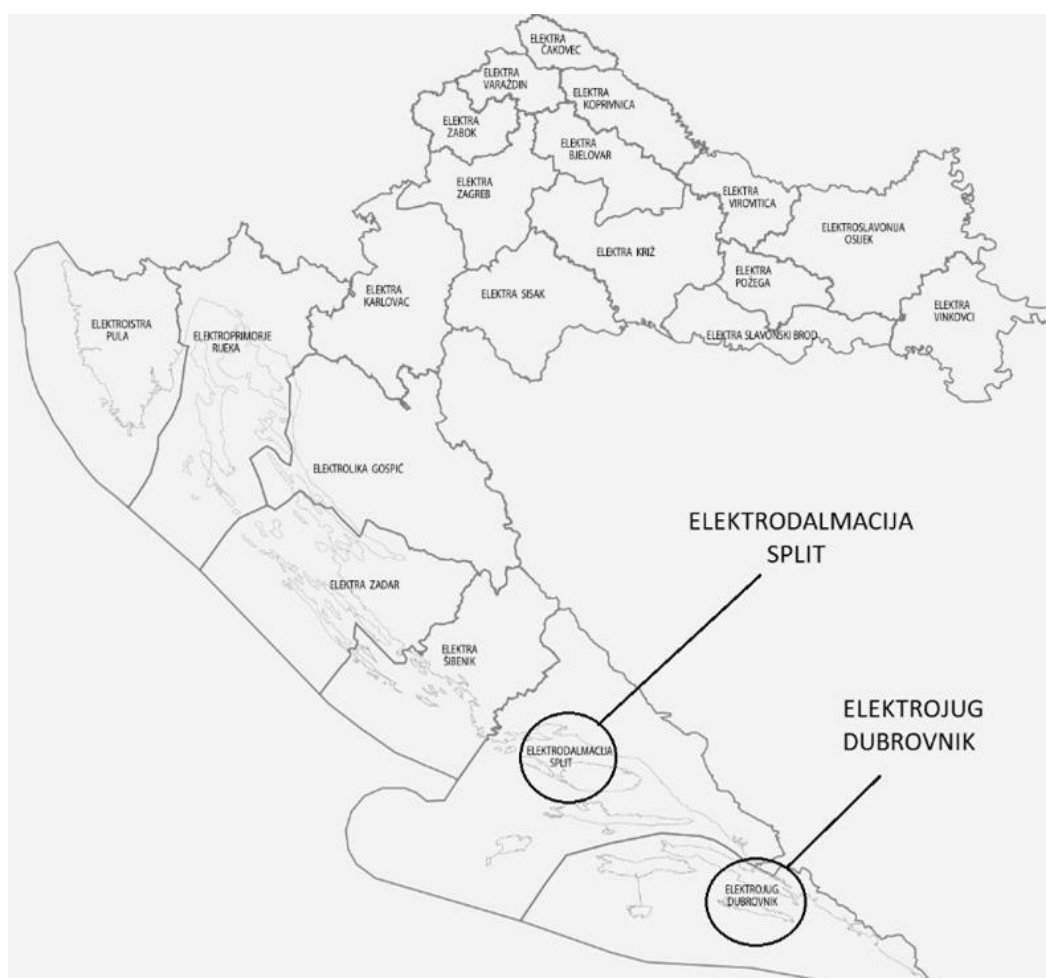 ELEKTRA
ČAKOVEC
ELEKTRA
VARAŽDIN
ELEKTRA
KOPRIVNICA
ELEKTRA
ZABOK
ELEKTRA
BJELOVAR
ELEKTRA
ZAGREB
ELEKTRA
VIROVITICA
ELEKTROSLAVONIJA
OSIJEK
ELEKTRA KRIŽ
ELEKTRA
POŽEGA
ELEKTRA
KARLOVAC
ELEKTRA SISAK
ELEKTRA
VINKOVCI
ELEKTROISTRA
PULA
ELEKTROPRIMORJE
RIJEKA
ELEKTRA SLAVONSKI BROD
ELEKTROLIKA GOSPIĆ
ELEKTRODALMACIJA
SPLIT
ELEKTRA ZADAR
ELEKTRA
ŠIBENIK
ELEKTROJUG
DUBROVNIK
ELEKTRODALMACIJA
SPLIT
ELEKTROJUG
DUBROVNIK